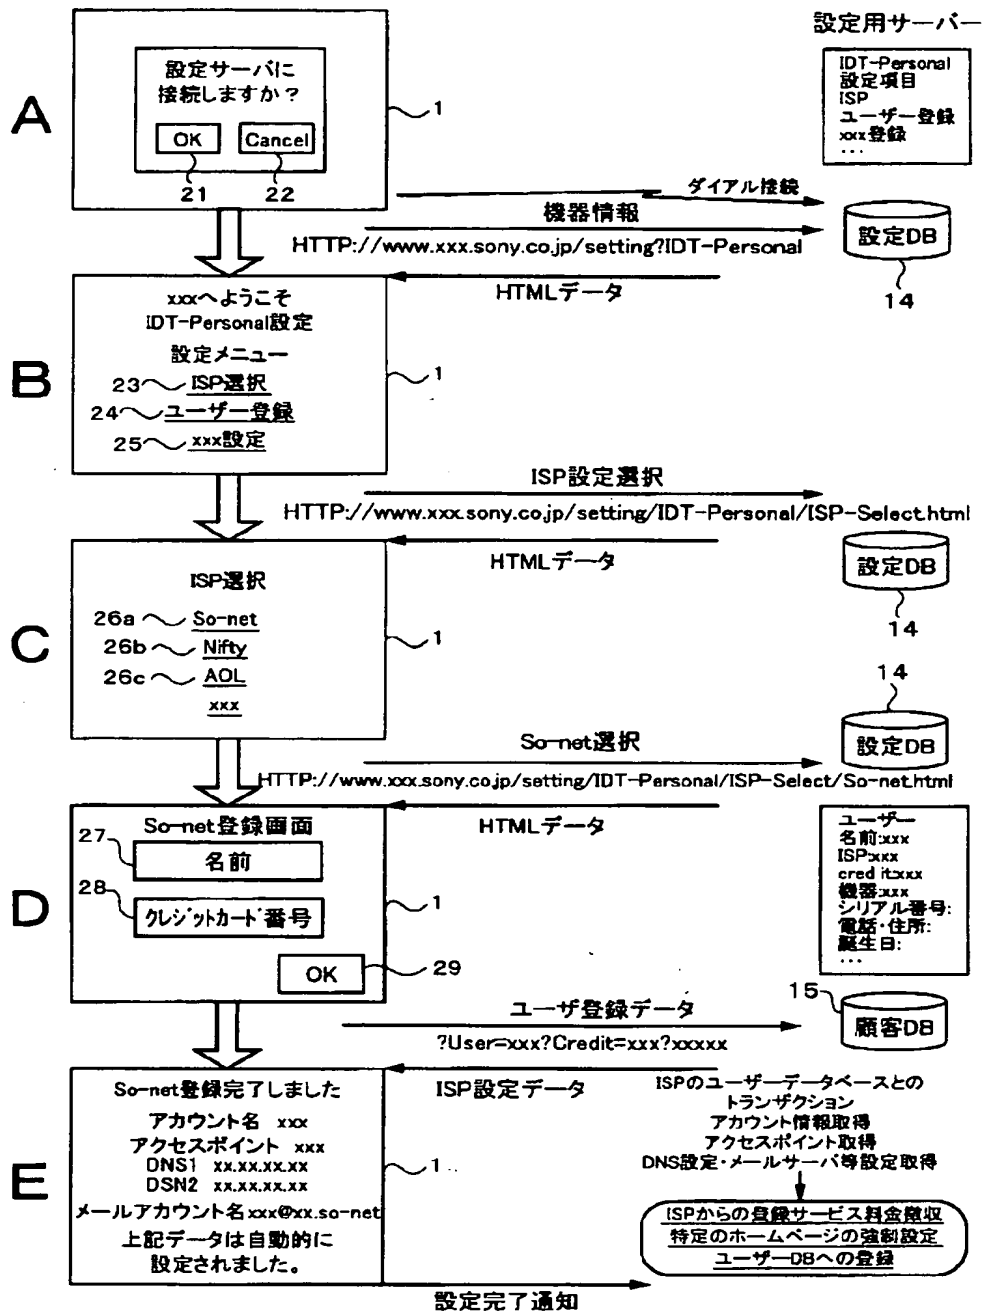 設定用サーバー
A
設定サーバに
接続しますか？
OK
Cancel
21
22
1
IDT-Personal
設定項目
ISP
ユーザー登録
xxx登録
...
ダイアル接続
機器情報
HTTP://www.xxx.sony.co.jp/setting?IDT-Personal
設定DB
14
HTMLデータ
B
xxxへようこそ
IDT-Personal設定
設定メニュー
23 ISP選択
24 ユーザー登録
25 xxx設定
1
ISP設定選択
HTTP://www.xxx.sony.co.jp/setting/IDT-Personal/ISP-Select.html
HTMLデータ
設定DB
14
C
ISP選択
26a So-net
26b Nifty
26c AOL
xxx
1
14
設定DB
So-net選択
HTTP://www.xxx.sony.co.jp/setting/IDT-Personal/ISP-Select/So-net.html
HTMLデータ
D
So-net登録画面
27
名前
28
クレジットカード番号
OK
29
1
ユーザー
名前:xxx
ISP:xxx
credit:xxx
機器:xxx
シリアル番号:
電話・住所:
誕生日:
...
15
顧客DB
ユーザ登録データ
?User=xxx?Credit=xxx?xxxxx
ISP設定データ
E
So-net登録完了しました
アカウント名 xxx
アクセスポイント xxx
DNS1 xx.xx.xx.xx
DSN2 xx.xx.xx.xx
メールアカウント名xxx@xx.so-net
上記データは自動的に
設定されました。
1
ISPのユーザーデータベースとの
トランザクション
アカウント情報取得
アクセスポイント取得
DNS設定・メールサーバ等設定取得
ISPからの登録サービス料金徴収
特定のホームページの強制設定
ユーザーDBへの登録
設定完了通知